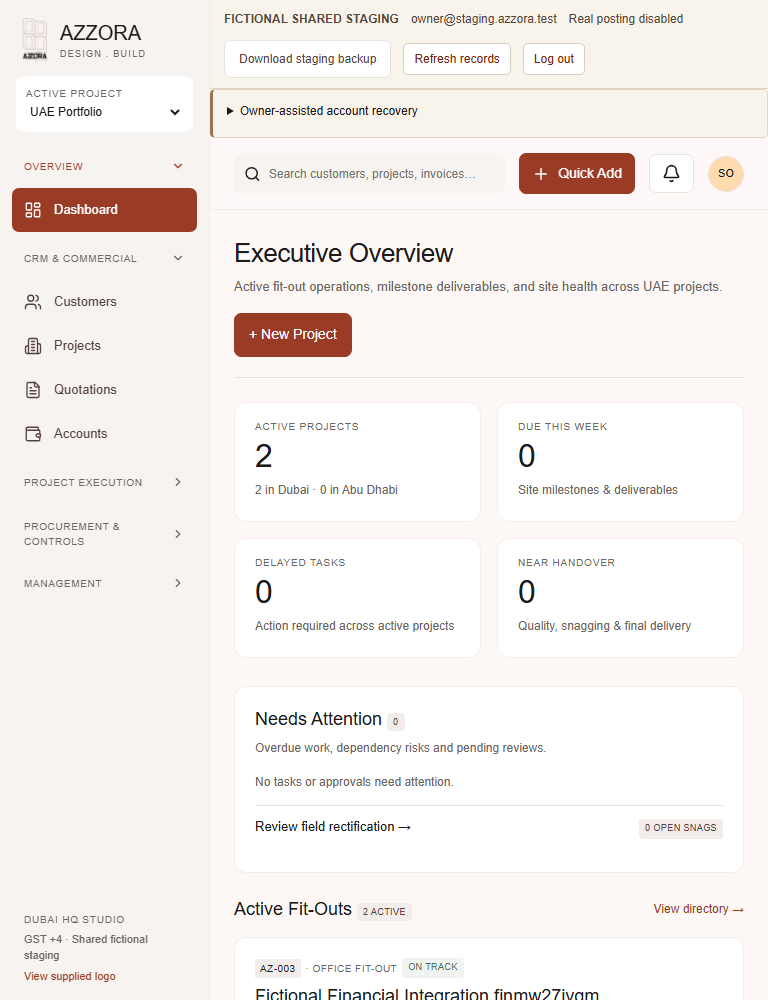 AZZORA
DESIGN . BUILD
AZZORA
ACTIVE PROJECT
UAE Portfolio
OVERVIEW
Dashboard
CRM & COMMERCIAL
Customers
Projects
Quotations
Accounts
PROJECT EXECUTION
PROCUREMENT &
CONTROLS
MANAGEMENT
DUBAI HQ STUDIO
GST +4 · Shared fictional
staging
View supplied logo
FICTIONAL SHARED STAGING owner@staging.azzora.test Real posting disabled
Download staging backup Refresh records Log out
Owner-assisted account recovery
Search customers, projects, invoices… Quick Add SO
Executive Overview
Active fit-out operations, milestone deliverables, and site health across UAE projects.
+ New Project
ACTIVE PROJECTS
2
2 in Dubai · 0 in Abu Dhabi
DUE THIS WEEK
0
Site milestones & deliverables
DELAYED TASKS
0
Action required across active projects
NEAR HANDOVER
0
Quality, snagging & final delivery
Needs Attention 0
Overdue work, dependency risks and pending reviews.
No tasks or approvals need attention.
Review field rectification → 0 OPEN SNAGS
Active Fit-Outs 2 ACTIVE View directory →
AZ-003 · OFFICE FIT-OUT ON TRACK
Fictional Financial Integration